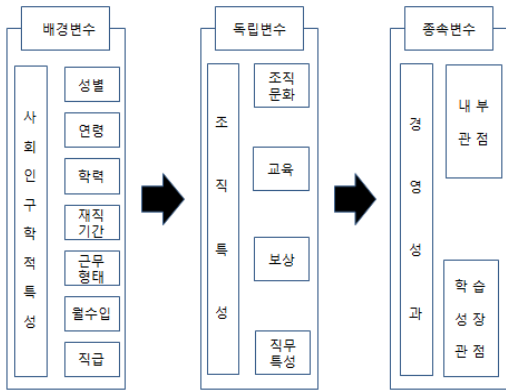 배경변수
사회인구학적특성
성별
연령
학력
재직
기간
근무
형태
월수입
직급
독립변수
조직특성
조직
문화
교육
보상
직무
특성
종속변수
경영성과
내 부
관 점
학 습
성 장
관 점